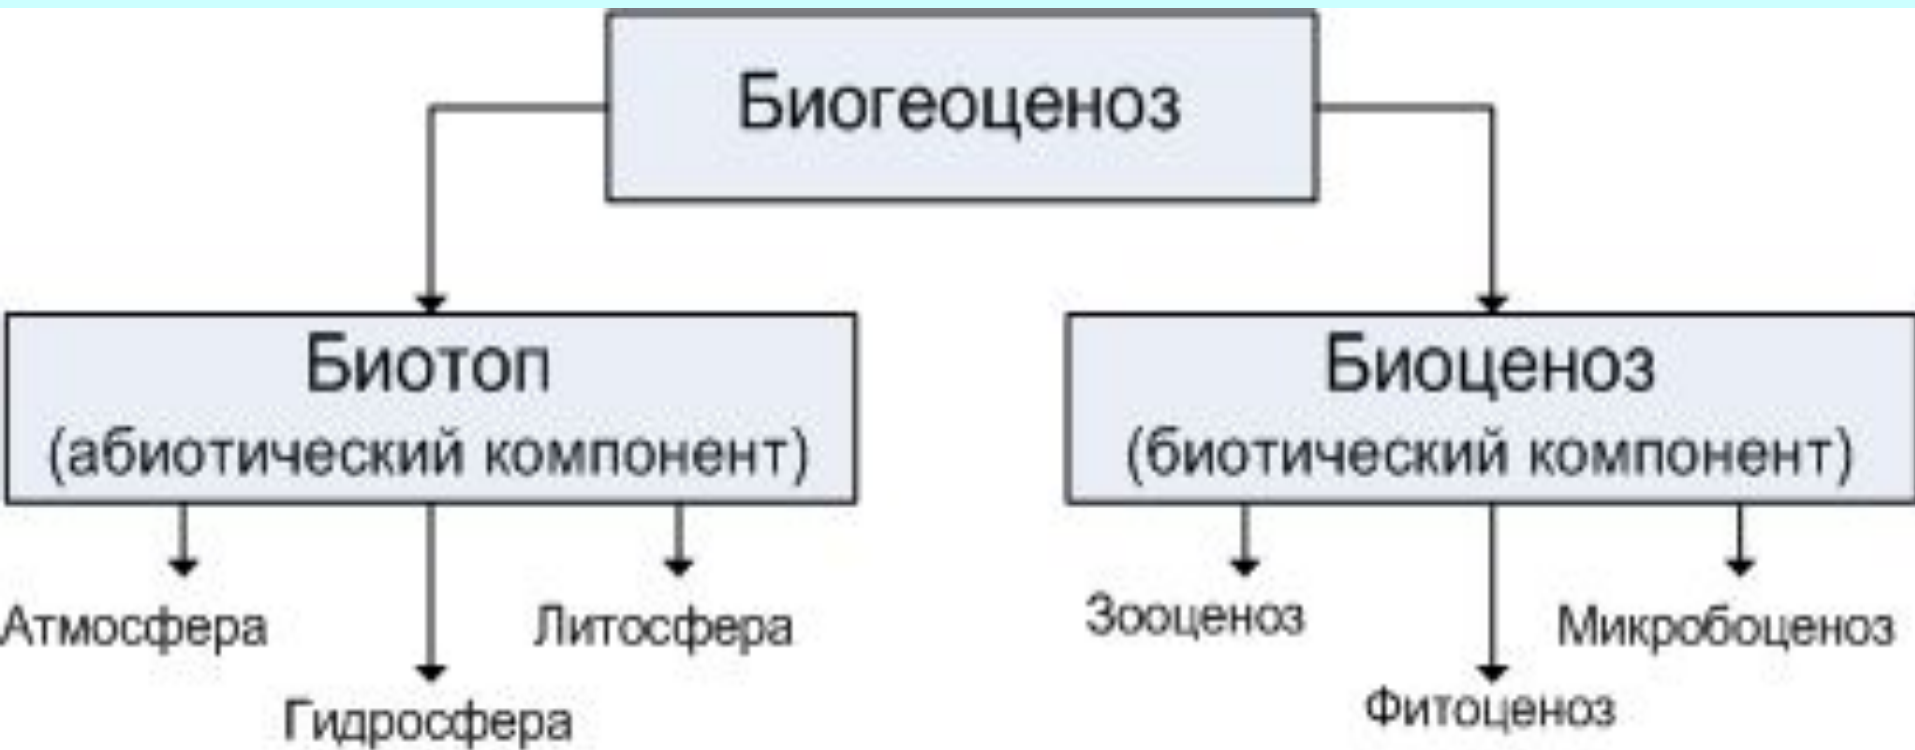 Биогеоценоз
Биотоп
(абиотический компонент)
Биоценоз
(биотический компонент)
Атмосфера
Гидросфера
Литосфера
Зооценоз
Фитоценоз
Микробоценоз